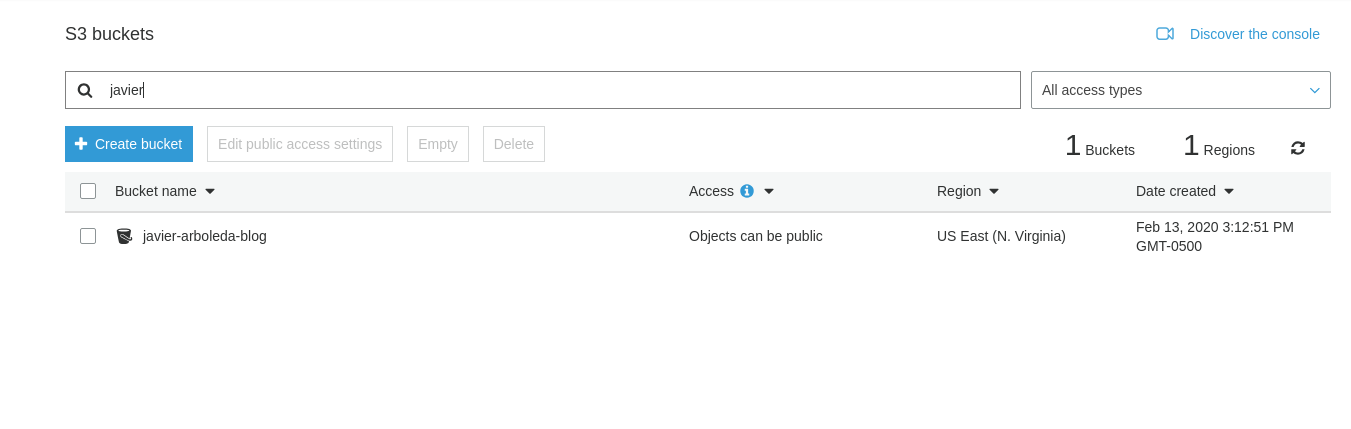 S3 buckets
Discover the console
javier
All access types
Create bucket
Edit public access settings
Empty
Delete
1 Buckets
1 Regions
Bucket name
Access
Region
Date created
javier-arboleda-blog
Objects can be public
US East (N. Virginia)
Feb 13, 2020 3:12:51 PM
GMT-0500